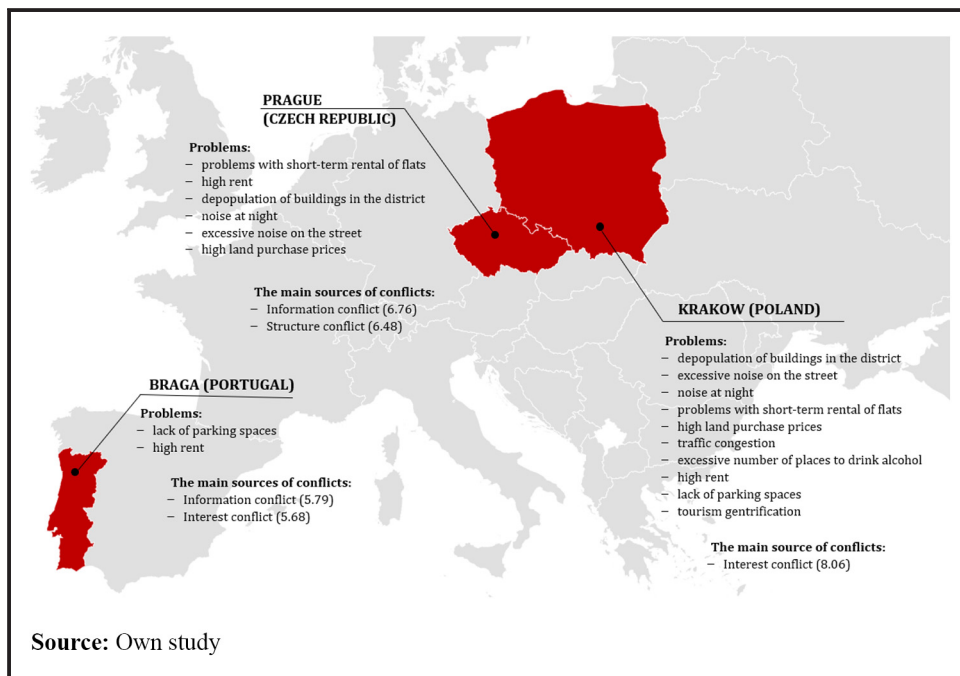 PRAGUE
(CZECH REPUBLIC)
Problems:
– problems with short-term rental of flats
– high rent
– depopulation of buildings in the district
– noise at night
– excessive noise on the street
– high land purchase prices
The main sources of conflicts:
– Information conflict (6.76)
– Structure conflict (6.48)
KRAKOW (POLAND)
Problems:
– depopulation of buildings in the district
– excessive noise on the street
– noise at night
– problems with short-term rental of flats
– high land purchase prices
– traffic congestion
– excessive number of places to drink alcohol
– high rent
– lack of parking spaces
– tourism gentrification
The main source of conflicts:
– Interest conflict (8.06)
BRAGA (PORTUGAL)
Problems:
– lack of parking spaces
– high rent
The main sources of conflicts:
– Information conflict (5.79)
– Interest conflict (5.68)
Source: Own study